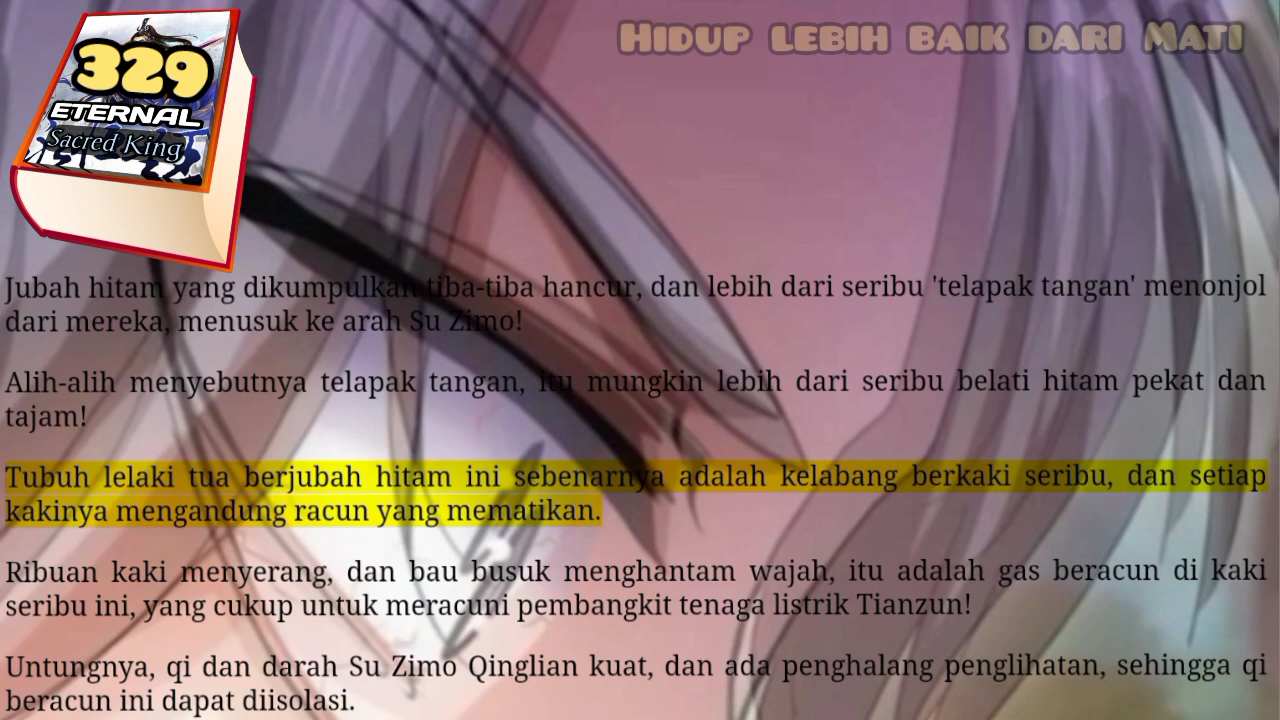 Hidup lebih baik dari Mati
329
ETERNAL
Sacred King
Jubah hitam yang dikumpulkan tiba-tiba hancur, dan lebih dari seribu 'telapak tangan' menonjol
dari mereka, menusuk ke arah Su Zimo!
Alih-alih menyebutnya telapak tangan, itu mungkin lebih dari seribu belati hitam pekat dan
tajam!
Tubuh lelaki tua berjubah hitam ini sebenarnya adalah kelabang berkaki seribu, dan setiap
kakinya mengandung racun yang mematikan.
Ribuan kaki menyerang, dan bau busuk menghantam wajah, itu adalah gas beracun di kaki
seribu ini, yang cukup untuk meracuni pembangkit tenaga listrik Tianzun!
Untungnya, qi dan darah Su Zimo Qinglian kuat, dan ada penghalang penglihatan, sehingga qi
beracun ini dapat diisolasi.